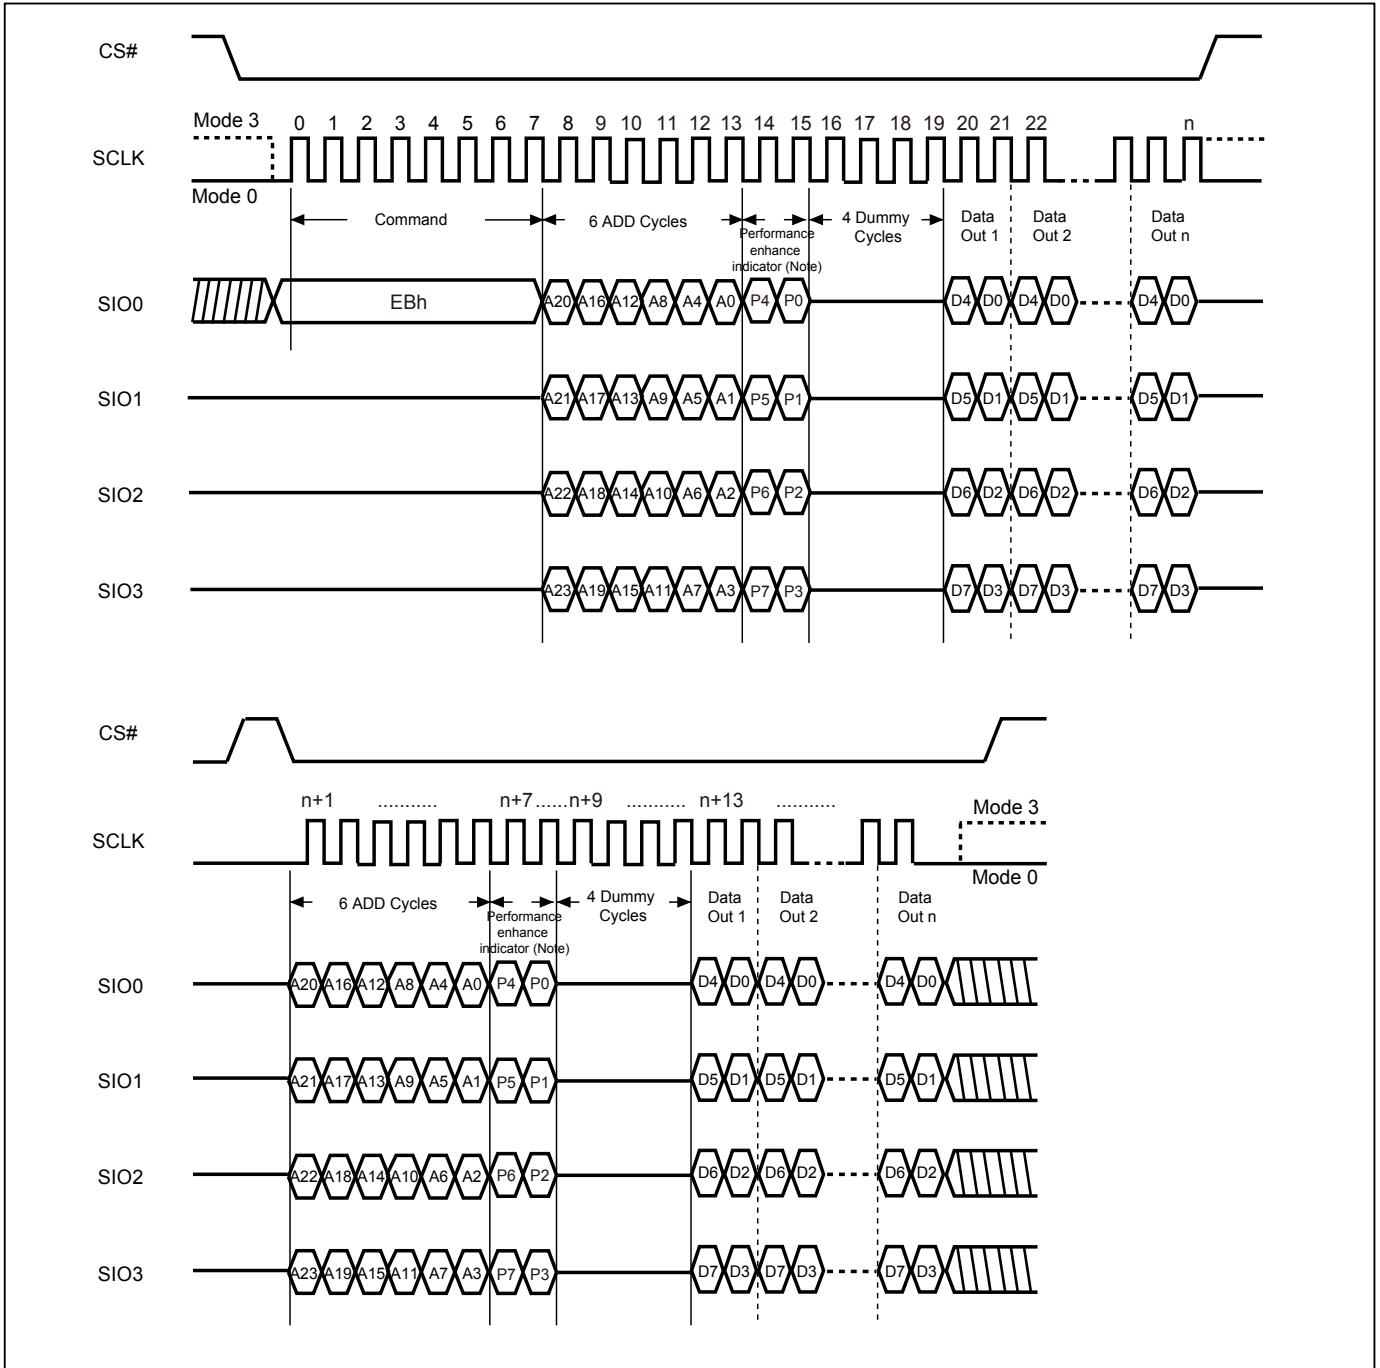 CS#
Mode 3
0 1 2 3 4 5 6 7 8 9 10 11 12 13 14 15 16 17 18 19 20 21 22 n
SCLK
Mode 0
Command
6 ADD Cycles
Performance
enhance
indicator (Note)
4 Dummy
Cycles
Data
Out 1
Data
Out 2
Data
Out n
SIO0 EBh A20 A16 A12 A8 A4 A0 P4 P0 D4 D0 D4 D0 D4 D0
SIO1 A21 A17 A13 A9 A5 A1 P5 P1 D5 D1 D5 D1 D5 D1
SIO2 A22 A18 A14 A10 A6 A2 P6 P2 D6 D2 D6 D2 D6 D2
SIO3 A23 A19 A15 A11 A7 A3 P7 P3 D7 D3 D7 D3 D7 D3
CS#
n+1 ........... n+7......n+9 ........... n+13 ...........
Mode 3
SCLK
Mode 0
6 ADD Cycles
Performance
enhance
indicator (Note)
4 Dummy
Cycles
Data
Out 1
Data
Out 2
Data
Out n
SIO0 A20 A16 A12 A8 A4 A0 P4 P0 D4 D0 D4 D0 D4 D0
SIO1 A21 A17 A13 A9 A5 A1 P5 P1 D5 D1 D5 D1 D5 D1
SIO2 A22 A18 A14 A10 A6 A2 P6 P2 D6 D2 D6 D2 D6 D2
SIO3 A23 A19 A15 A11 A7 A3 P7 P3 D7 D3 D7 D3 D7 D3